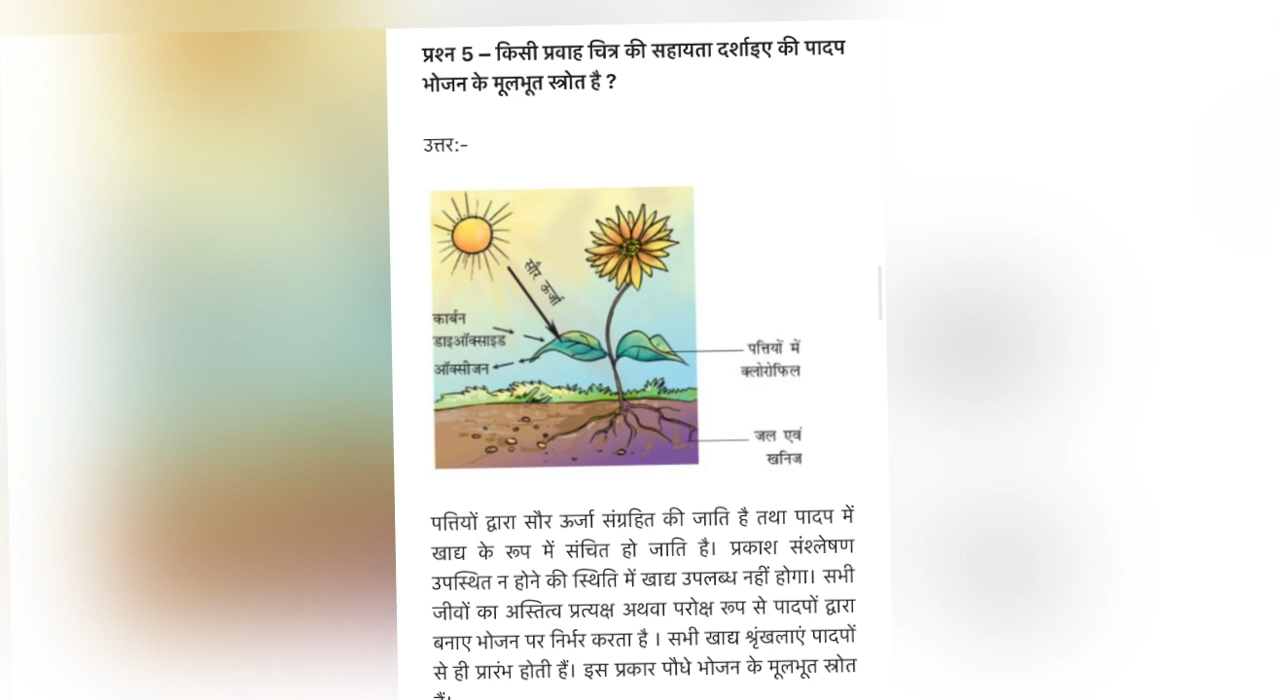 प्रश्न 5 – किसी प्रवाह चित्र की सहायता दर्शाइए की पादप
भोजन के मूलभूत स्त्रोत है ?
उत्तर:-
सौर ऊर्जा
कार्बन
डाइऑक्साइड
ऑक्सीजन
पत्तियों में
क्लोरोफिल
जल एवं
खनिज
पत्तियों द्वारा सौर ऊर्जा संग्रहित की जाति है तथा पादप में
खाद्य के रूप में संचित हो जाति है। प्रकाश संश्लेषण
उपस्थित न होने की स्थिति में खाद्य उपलब्ध नहीं होगा। सभी
जीवों का अस्तित्व प्रत्यक्ष अथवा परोक्ष रूप से पादपों द्वारा
बनाए भोजन पर निर्भर करता है । सभी खाद्य श्रृंखलाएं पादपों
से ही प्रारंभ होती हैं। इस प्रकार पौधे भोजन के मूलभूत स्रोत